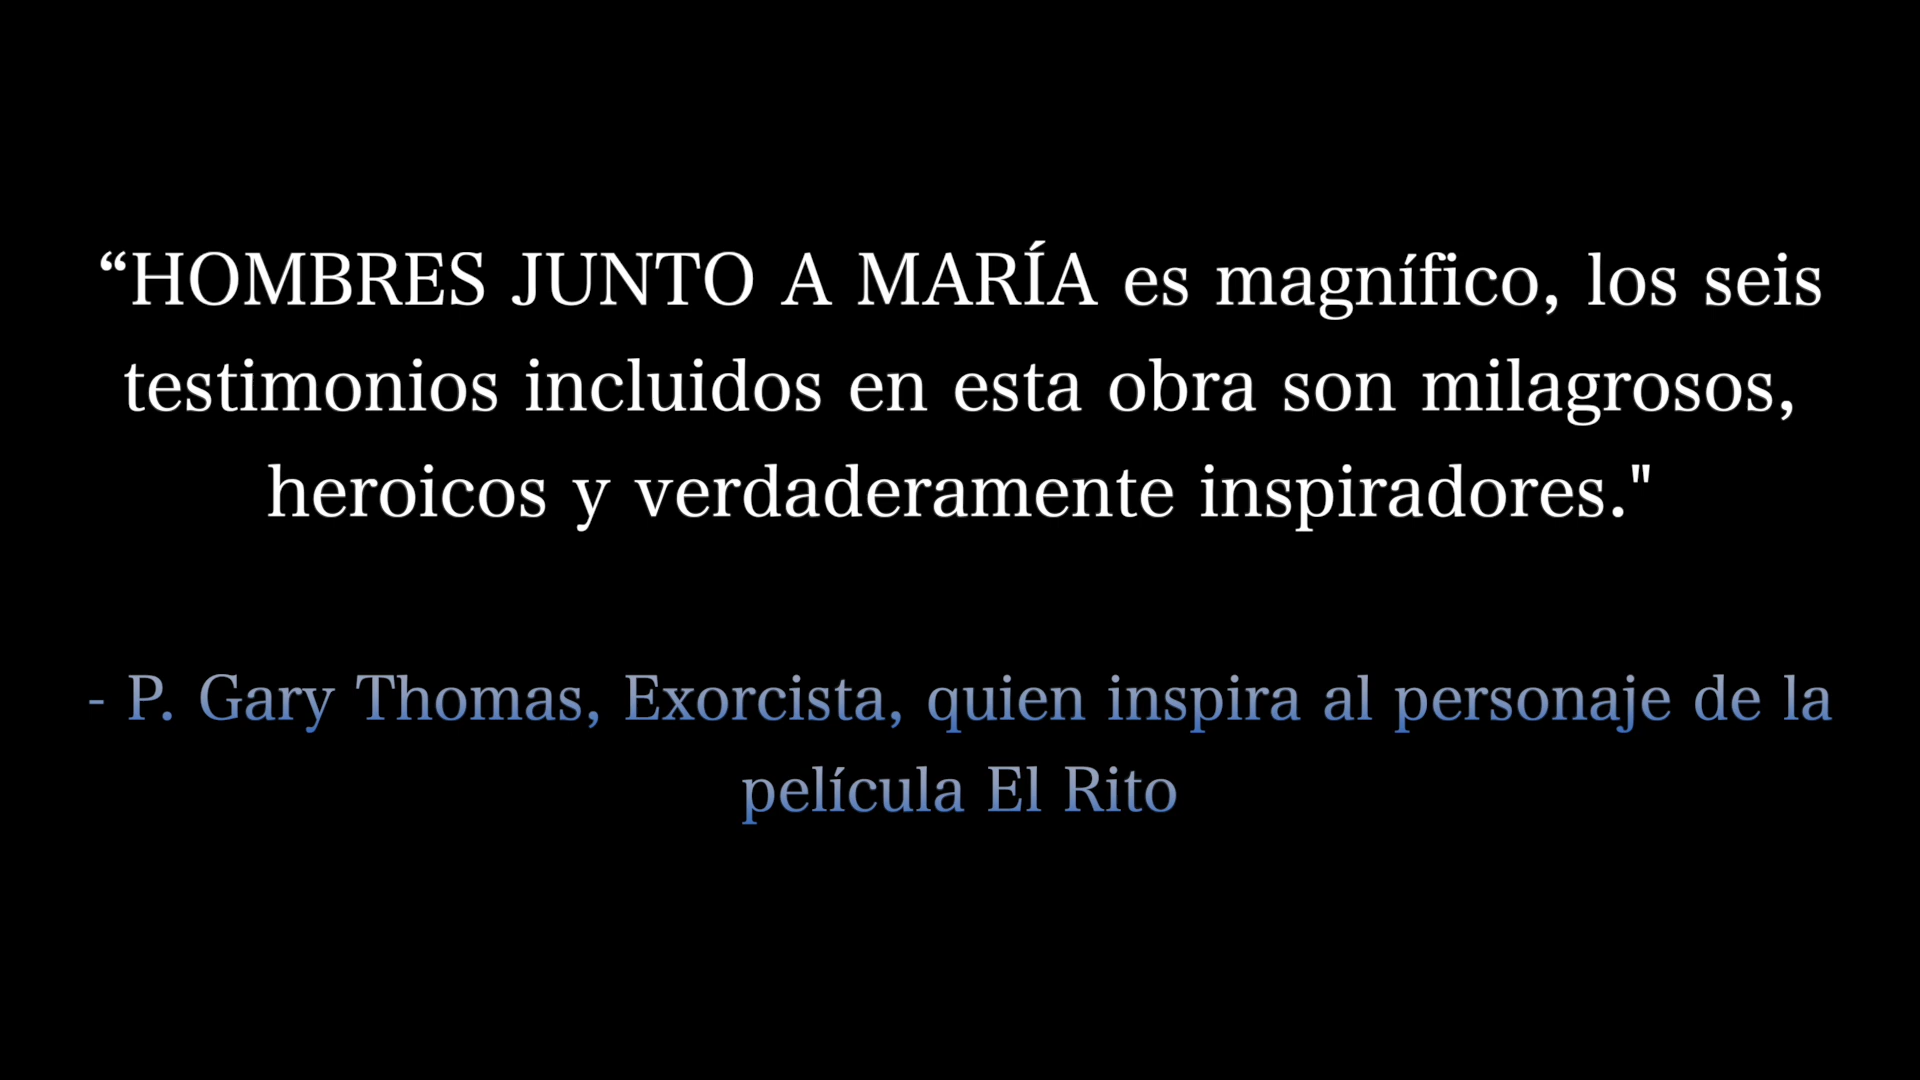 “HOMBRES JUNTO A MARÍA es magnífico, los seis
testimonios incluidos en esta obra son milagrosos,
heroicos y verdaderamente inspiradores."
- P. Gary Thomas, Exorcista, quien inspira al personaje de la
película El Rito